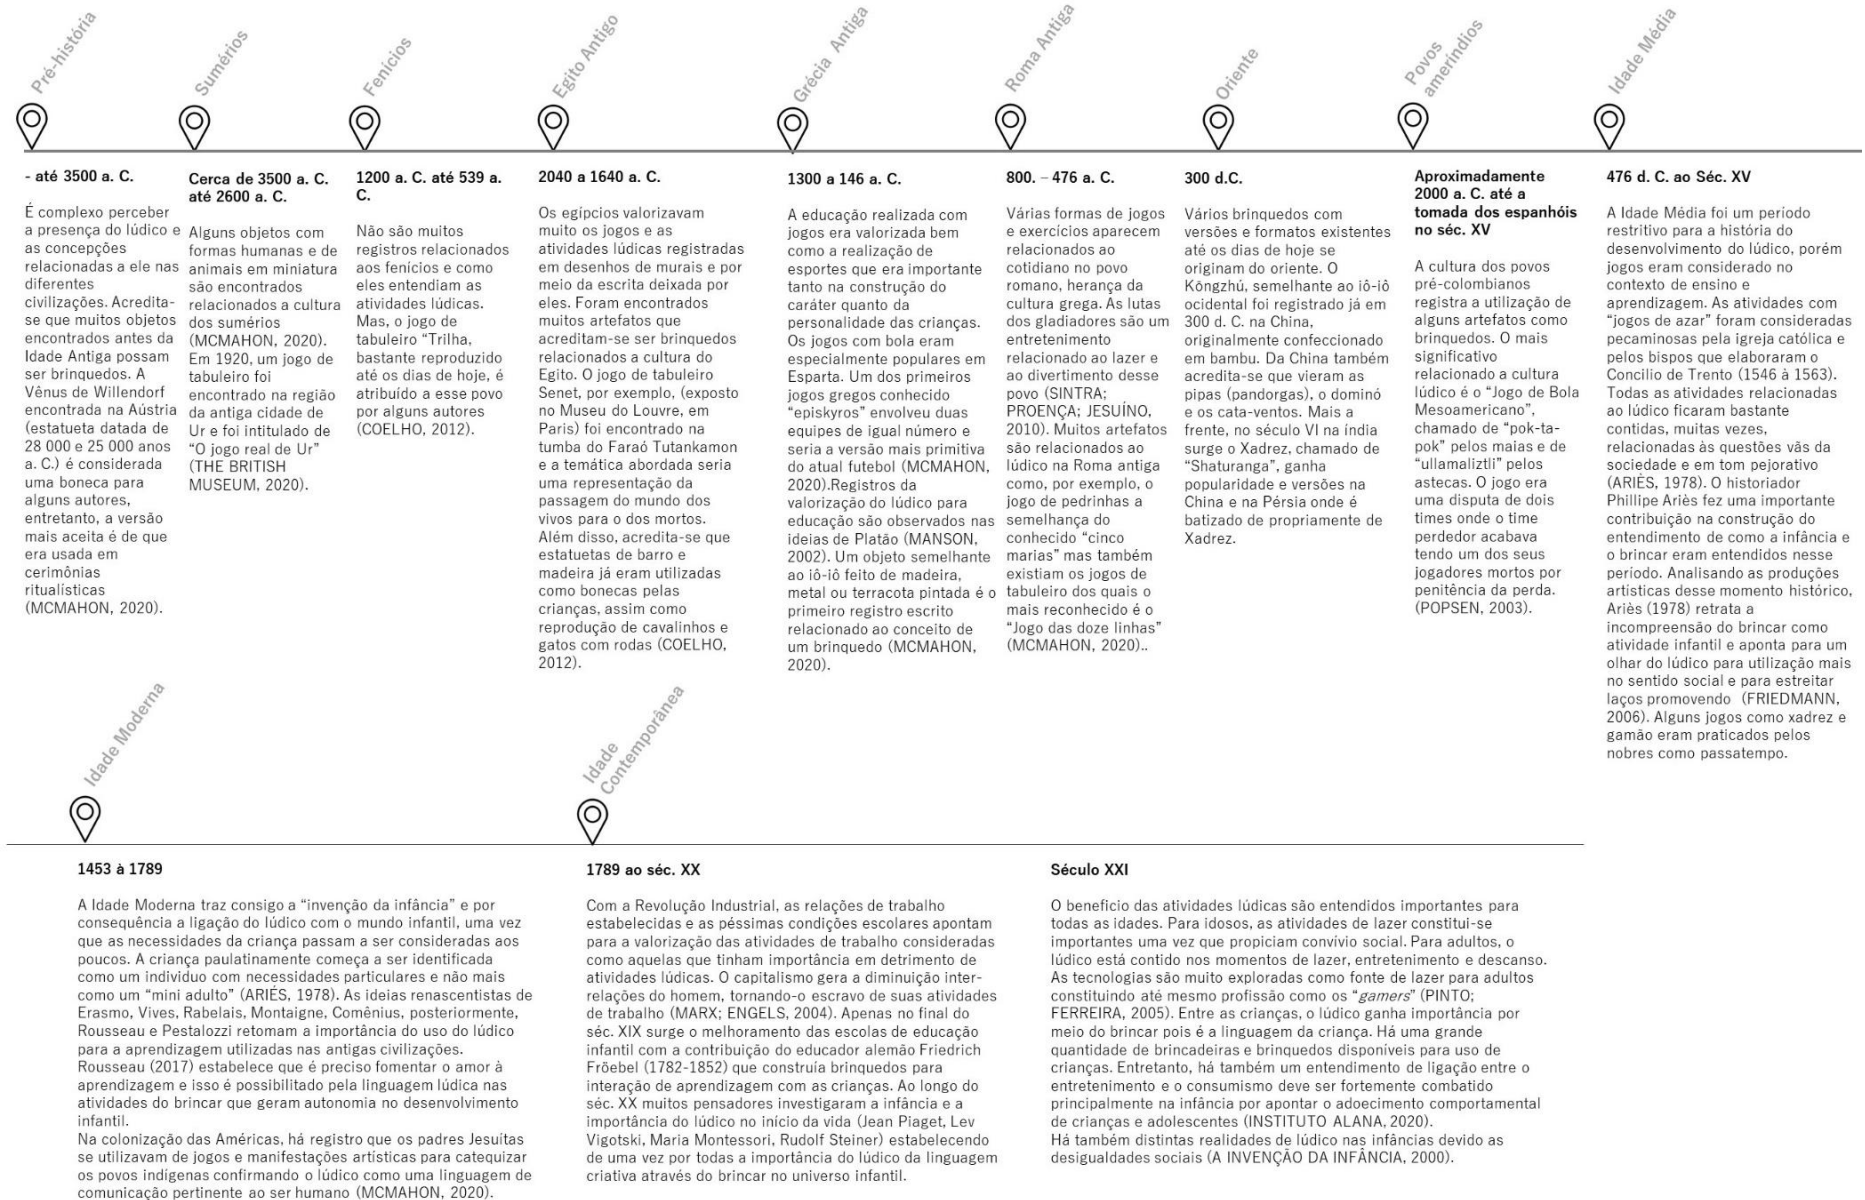 Pré-história
- até 3500 a. C.
É complexo perceber
a presença do lúdico e
as concepções
relacionadas a ele nas
diferentes
civilizações. Acredita-
se que muitos objetos
encontrados antes da
Idade Antiga possam
ser brinquedos. A
Vênus de Willendorf
encontrada na Aústria
(estatueta datada de
28 000 e 25 000 anos
a. C.) é considerada
uma boneca para
alguns autores,
entretanto, a versão
mais aceita é de que
era usada em
cerimônias
ritualísticas
(MCMAHON, 2020).
Sumérios
Cerca de 3500 a. C.
até 2600 a. C.
Alguns objetos com
formas humanas e de
animais em miniatura
são encontrados
relacionados a cultura
dos sumérios
(MCMAHON, 2020).
Em 1920, um jogo de
tabuleiro foi
encontrado na região
da antiga cidade de
Ur e foi intitulado de
"O jogo real de Ur"
(THE BRITISH
MUSEUM, 2020).
Fenícios
1200 a. C. até 539 a.
C.
Não são muitos
registros relacionados
aos fenícios e como
eles entendiam as
atividades lúdicas.
Mas, o jogo de
tabuleiro “Trilha,
bastante reproduzido
até os dias de hoje, é
atribuído a esse povo
por alguns autores
(COELHO, 2012).
Egito Antigo
2040 a 1640 a. C.
Os egípcios valorizavam
muito os jogos e as
atividades lúdicas registradas
em desenhos de murais e por
meio da escrita deixada por
eles. Foram encontrados
muitos artefatos que
acreditam-se ser brinquedos
relacionados a cultura do
Egito. O jogo de tabuleiro
Senet, por exemplo, (exposto
no Museu do Louvre, em
Paris) foi encontrado na
tumba do Faraó Tutankamon
e a temática abordada seria
uma representação da
passagem do mundo dos
vivos para o dos mortos.
Além disso, acredita-se que
estatuetas de barro e
madeira já eram utilizadas
como bonecas pelas
crianças, assim como
reprodução de cavalinhos e
gatos com rodas (COELHO,
2012).
Grécia Antiga
1300 a 146 a. C.
A educação realizada com
jogos era valorizada bem
como a realização de
esportes que era importante
tanto na construção do
caráter quanto da
personalidade das crianças.
Os jogos com bola eram
especialmente populares em
Esparta. Um dos primeiros
jogos gregos conhecido
“episkyros” envolveu duas
equipes de igual número e
seria a versão mais primitiva
do atual futebol (MCMAHON,
2020).Registros da
valorização do lúdico para
educação são observados nas
ideias de Platão (MANSON,
2002). Um objeto semelhante
ao iô-iô feito de madeira,
metal ou terracota pintada é o
primeiro registro escrito
relacionado ao conceito de
um brinquedo (MCMAHON,
2020).
Roma Antiga
800. – 476 a. C.
Várias formas de jogos
e exercícios aparecem
relacionados ao
cotidiano no povo
romano, herança da
cultura grega. As lutas
dos gladiadores são um
entretenimento
relacionado ao lazer e
ao divertimento desse
povo (SINTRA;
PROENÇA; JESUÍNO,
2010). Muitos artefatos
são relacionados ao
lúdico na Roma antiga
como, por exemplo, o
jogo de pedrinhas a
semelhança do
conhecido “cinco
marias” mas também
existiam os jogos de
tabuleiro dos quais o
mais reconhecido é o
“Jogo das doze linhas”
(MCMAHON, 2020)..
Oriente
300 d.C.
Vários brinquedos com
versões e formatos existentes
até os dias de hoje se
originam do oriente. O
Kōngzhú, semelhante ao iô-iô
ocidental foi registrado já em
300 d. C. na China,
originalmente confeccionado
em bambu. Da China também
acredita-se que vieram as
pipas (pandorgas), o dominó
e os cata-ventos. Mais a
frente, no século VI na índia
surge o Xadrez, chamado de
“Shaturanga”, ganha
popularidade e versões na
China e na Pérsia onde é
batizado de propriamente de
Xadrez.
Povos
ameríndios
Aproximadamente
2000 a. C. até a
tomada dos espanhóis
no séc. XV
A cultura dos povos
pré-colombianos
registra a utilização de
alguns artefatos como
brinquedos. O mais
significativo
relacionado a cultura
lúdico é o “Jogo de Bola
Mesoamericano”,
chamado de “pok-ta-
pok” pelos maias e de
“ullamaliztli” pelos
astecas. O jogo era
uma disputa de dois
times onde o time
perdedor acabava
tendo um dos seus
jogadores mortos por
penitência da perda.
(POPSEN, 2003).
Idade Média
476 d. C. ao Séc. XV
A Idade Média foi um período
restritivo para a história do
desenvolvimento do lúdico, porém
jogos eram considerado no
contexto de ensino e
aprendizagem. As atividades com
“jogos de azar” foram consideradas
pecaminosas pela igreja católica e
pelos bispos que elaboraram o
Concilio de Trento (1546 à 1563).
Todas as atividades relacionadas
ao lúdico ficaram bastante
contidas, muitas vezes,
relacionadas às questões vãs da
sociedade e em tom pejorativo
(ARIÈS, 1978). O historiador
Phillipe Ariès fez uma importante
contribuição na construção do
entendimento de como a infância e
o brincar eram entendidos nesse
período. Analisando as produções
artisticas desse momento histórico,
Ariès (1978) retrata a
incompreensão do brincar como
atividade infantil e aponta para um
olhar do lúdico para utilização mais
no sentido social e para estreitar
laços promovendo (FRIEDMANN,
2006). Alguns jogos como xadrez e
gamão eram praticados pelos
nobres como passatempo.
Idade Moderna
1453 à 1789
A Idade Moderna traz consigo a “invenção da infância” e por
consequência a ligação do lúdico com o mundo infantil, uma vez
que as necessidades da criança passam a ser consideradas aos
poucos. A criança paulatinamente começa a ser identificada
como um individuo com necessidades particulares e não mais
como um “mini adulto” (ARIÉS, 1978). As ideias renascentistas de
Erasmo, Vives, Rabelais, Montaigne, Comênius, posteriormente,
Rousseau e Pestalozzi retomam a importância do uso do lúdico
para a aprendizagem utilizadas nas antigas civilizações.
Rousseau (2017) estabelece que é preciso fomentar o amor à
aprendizagem e isso é possibilitado pela linguagem lúdica nas
atividades do brincar que geram autonomia no desenvolvimento
infantil.
Na colonização das Américas, há registro que os padres Jesuítas
se utilizavam de jogos e manifestações artísticas para catequizar
os povos indígenas confirmando o lúdico como uma linguagem de
comunicação pertinente ao ser humano (MCMAHON, 2020).
Idade
Contemporânea
1789 ao séc. XX
Com a Revolução Industrial, as relações de trabalho
estabelecidas e as péssimas condições escolares apontam
para a valorização das atividades de trabalho consideradas
como aquelas que tinham importância em detrimento de
atividades lúdicas. O capitalismo gera a diminuição inter-
relações do homem, tornando-o escravo de suas atividades
de trabalho (MARX; ENGELS, 2004). Apenas no final do
séc. XIX surge o melhoramento das escolas de educação
infantil com a contribuição do educador alemão Friedrich
Fröebel (1782-1852) que construía brinquedos para
interação de aprendizagem com as crianças. Ao longo do
séc. XX muitos pensadores investigaram a infância e a
importância do lúdico no início da vida (Jean Piaget, Lev
Vigotski, Maria Montessori, Rudolf Steiner) estabelecendo
de uma vez por todas a importância do lúdico da linguagem
criativa através do brincar no universo infantil.
Século XXI
O beneficio das atividades lúdicas são entendidos importantes para
todas as idades. Para idosos, as atividades de lazer constitui-se
importantes uma vez que propiciam convívio social. Para adultos, o
lúdico está contido nos momentos de lazer, entretenimento e descanso.
As tecnologias são muito exploradas como fonte de lazer para adultos
constituindo até mesmo profissão como os “gamers” (PINTO;
FERREIRA, 2005). Entre as crianças, o lúdico ganha importância por
meio do brincar pois é a linguagem da criança. Há uma grande
quantidade de brincadeiras e brinquedos disponíveis para uso de
crianças. Entretanto, há também um entendimento de ligação entre o
entretenimento e o consumismo deve ser fortemente combatido
principalmente na infância por apontar o adoecimento comportamental
de crianças e adolescentes (INSTITUTO ALANA, 2020).
Há também distintas realidades de lúdico nas infâncias devido as
desigualdades sociais (A INVENÇÃO DA INFÂNCIA, 2000).